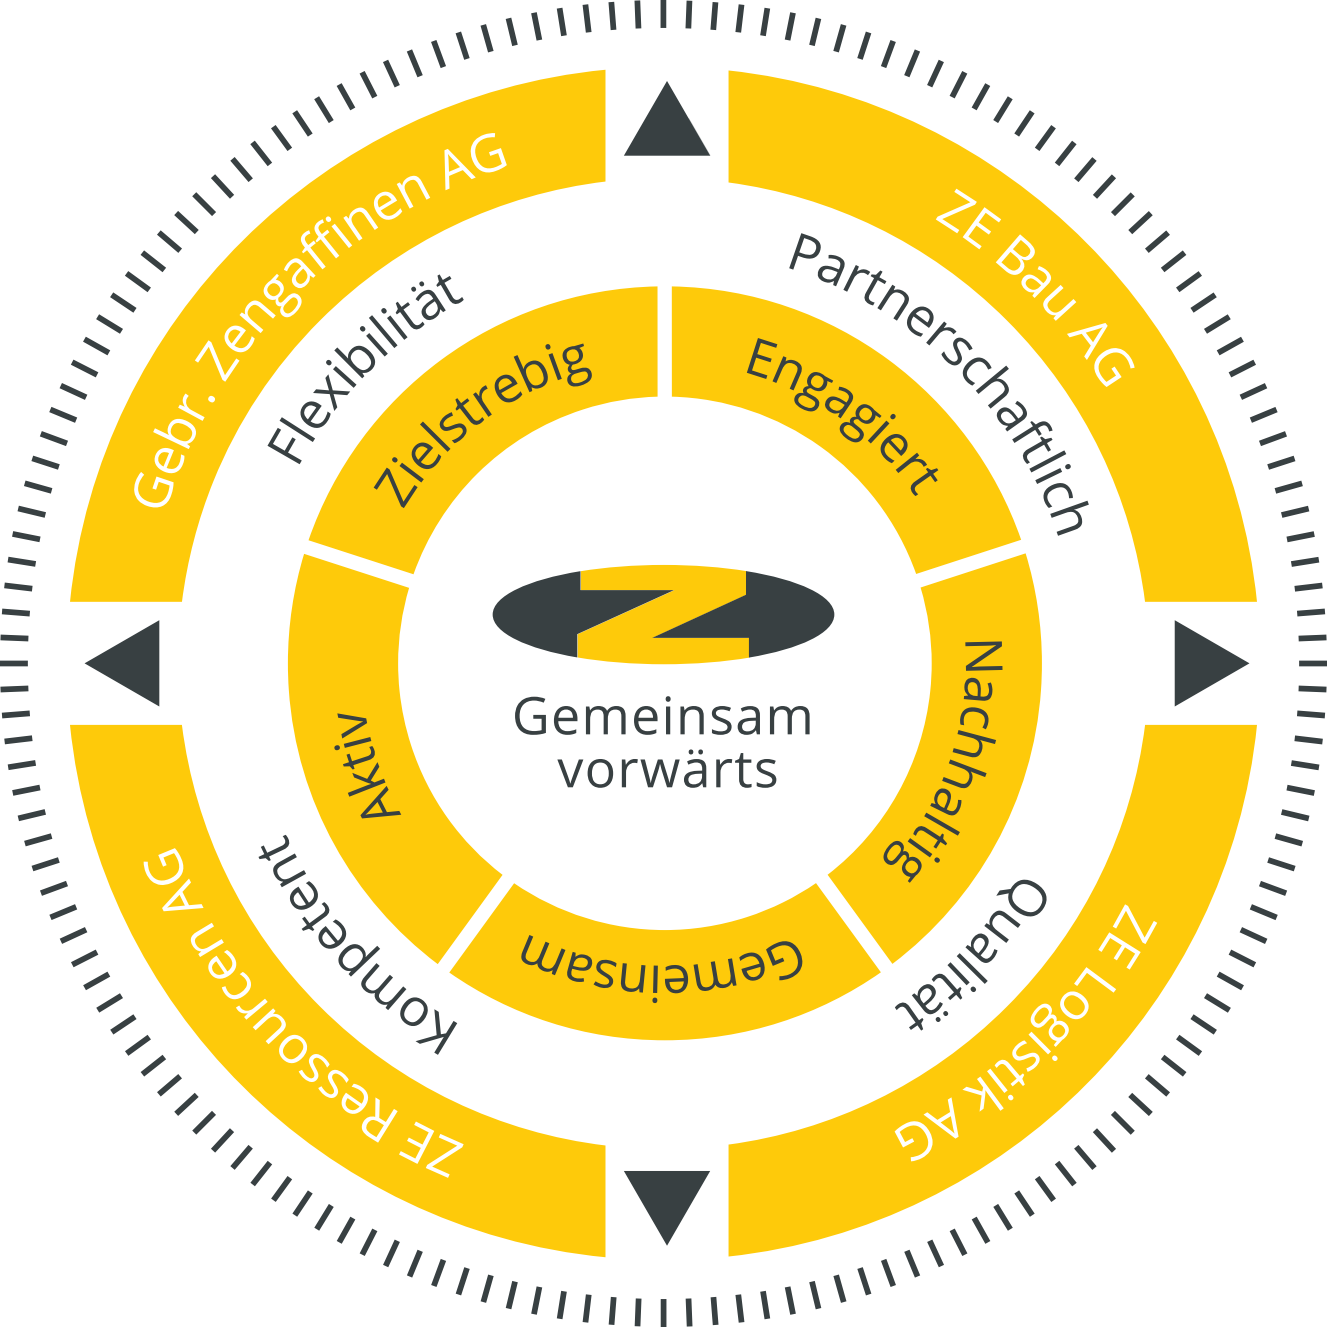 Gebr. Zengaffinen AG
ZE Bau AG
ZE Logistik AG
ZE Ressourcen AG
Flexibilität
Partnerschaftlich
Qualität
Kompetent
Zielstrebig
Engagiert
Nachhaltig
Gemeinsam
Aktiv
Z
Gemeinsam
vorwärts